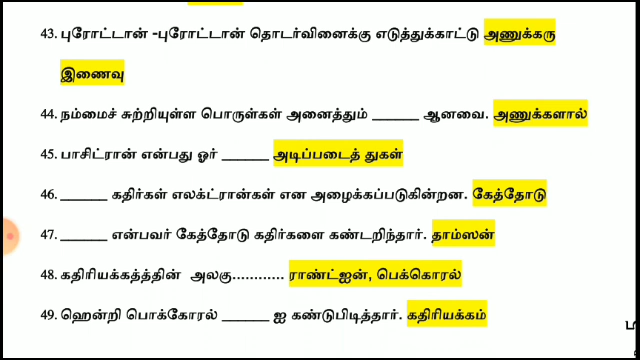 43. புரோட்டான் -புரோட்டான் தொடர்வினைக்கு எடுத்துக்காட்டு அணுக்கரு
இணைவு
44. நம்மைச் சுற்றியுள்ள பொருள்கள் அனைத்தும் ______ ஆனவை. அணுக்களால்
45. பாசிட்ரான் என்பது ஓர் ______ அடிப்படைத் துகள்
46. ______ கதிர்கள் எலக்ட்ரான்கள் என அழைக்கப்படுகின்றன. கேத்தோடு
47. ______ என்பவர் கேத்தோடு கதிர்களை கண்டறிந்தார். தாம்ஸன்
48. கதிரியக்கத்த்தின் அலகு............ ராண்ட்ஐன், பெக்கொரல்
49. ஹென்றி பொக்கோரல் ______ ஐ கண்டுபிடித்தார். கதிரியக்கம்